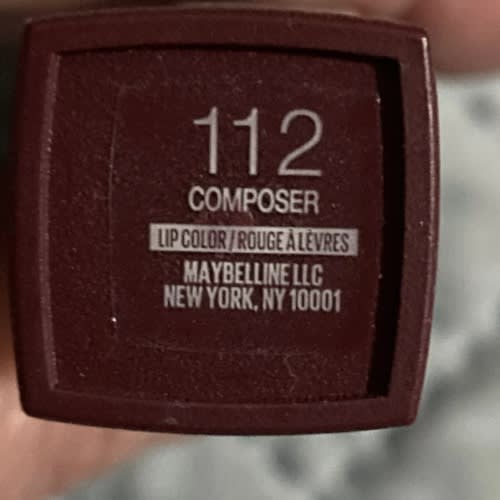 112
COMPOSER
LIP COLOR/ROUGE À LÈVRES
MAYBELLINE LLC
NEW YORK, NY 10001